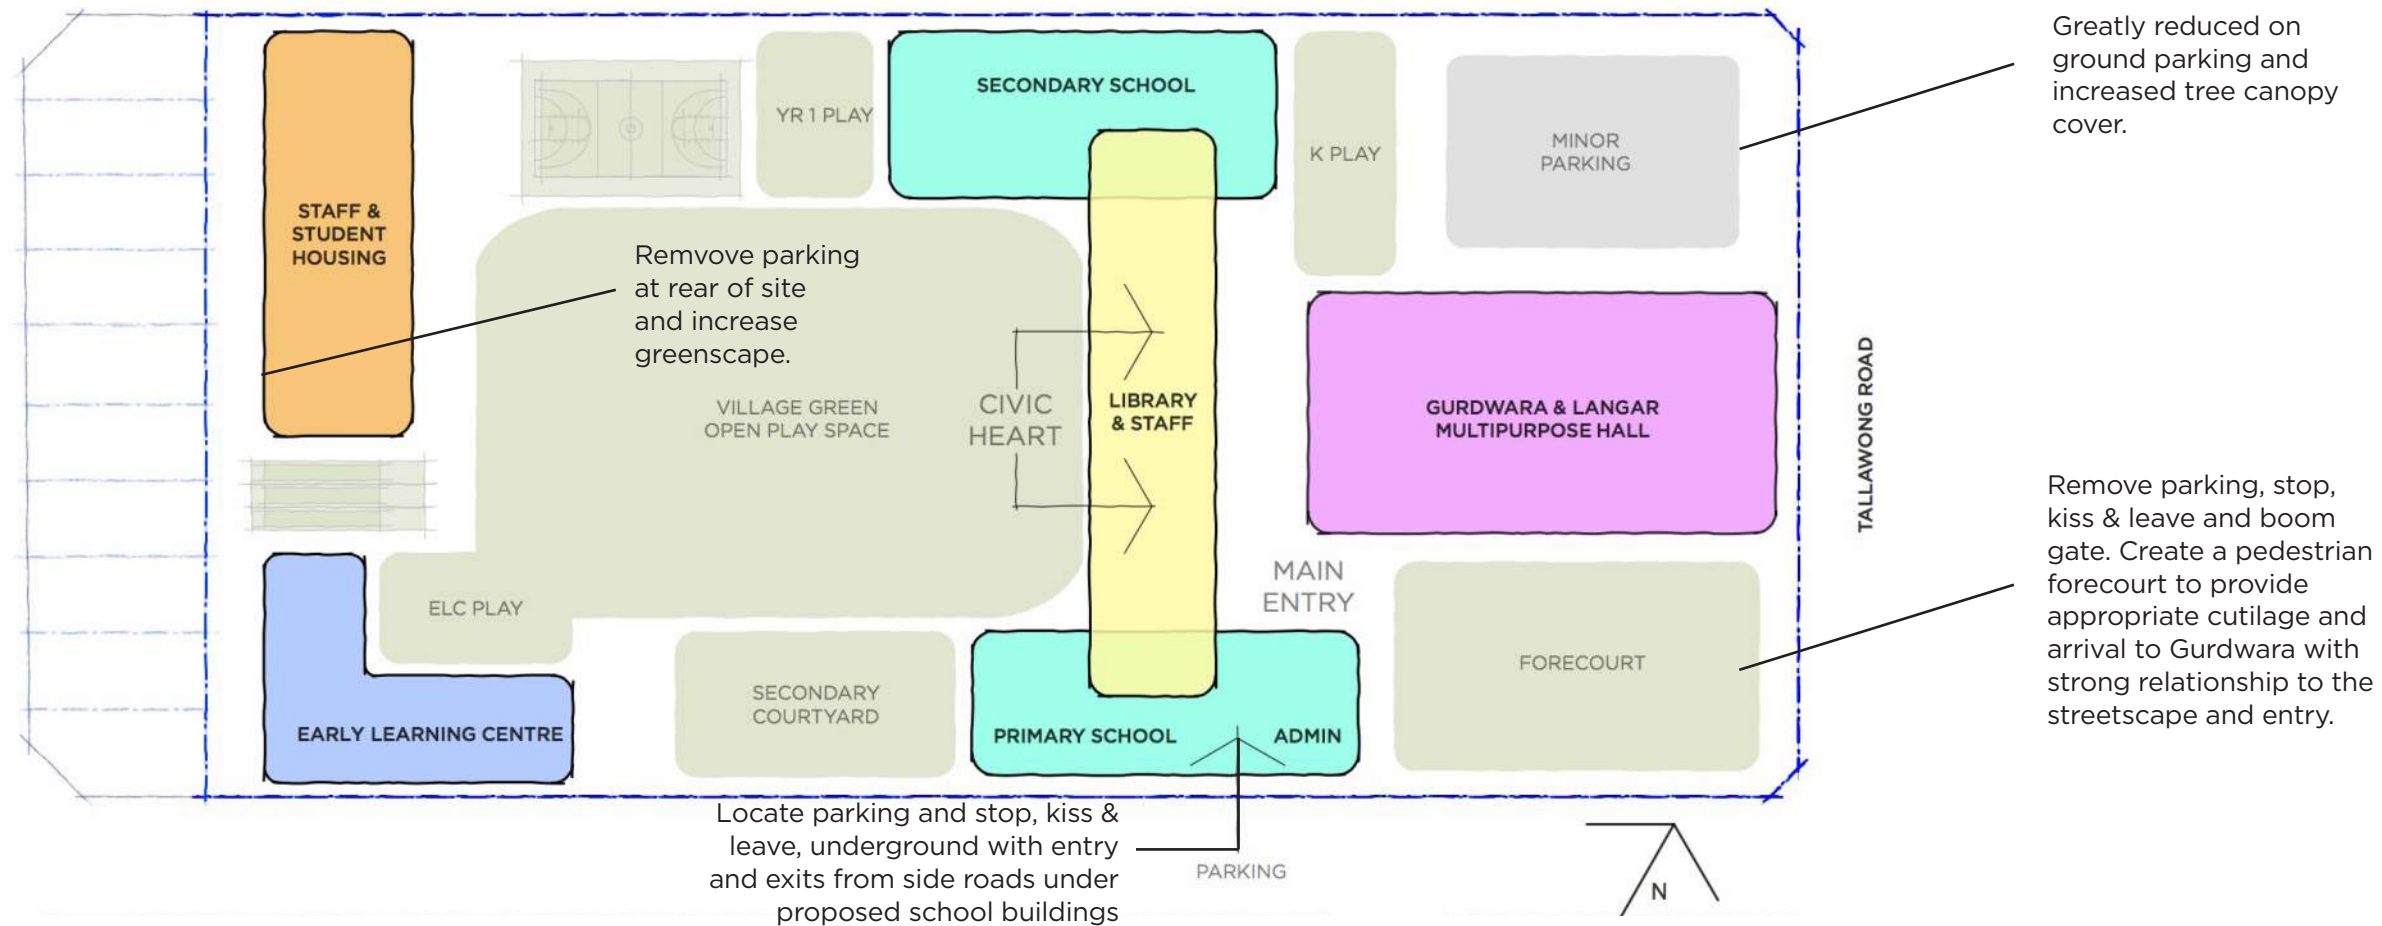 Greatly reduced on
ground parking and
increased tree canopy
cover.
SECONDARY SCHOOL
YR 1 PLAY
K PLAY
MINOR
PARKING
STAFF &
STUDENT
HOUSING
Remvove parking
at rear of site
and increase
greenscape.
VILLAGE GREEN
OPEN PLAY SPACE
CIVIC
HEART
LIBRARY
& STAFF
GURDWARA & LANGAR
MULTIPURPOSE HALL
TALLAWONG ROAD
Remove parking, stop,
kiss & leave and boom
gate. Create a pedestrian
forecourt to provide
appropriate cutilage and
arrival to Gurdwara with
strong relationship to the
streetscape and entry.
MAIN
ENTRY
ELC PLAY
FORECOURT
SECONDARY
COURTYARD
EARLY LEARNING CENTRE
PRIMARY SCHOOL
ADMIN
Locate parking and stop, kiss &
leave, underground with entry
and exits from side roads under
proposed school buildings
PARKING
N